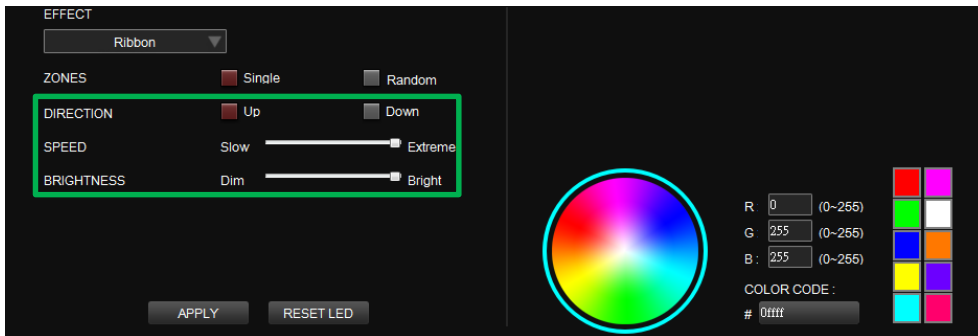 EFFECT
Ribbon
ZONES Single Random
DIRECTION Up Down
SPEED Slow Extreme
BRIGHTNESS Dim Bright
R: 0 (0~255)
G: 255 (0~255)
B: 255 (0~255)
COLOR CODE :
# 0ffff
APPLY RESET LED